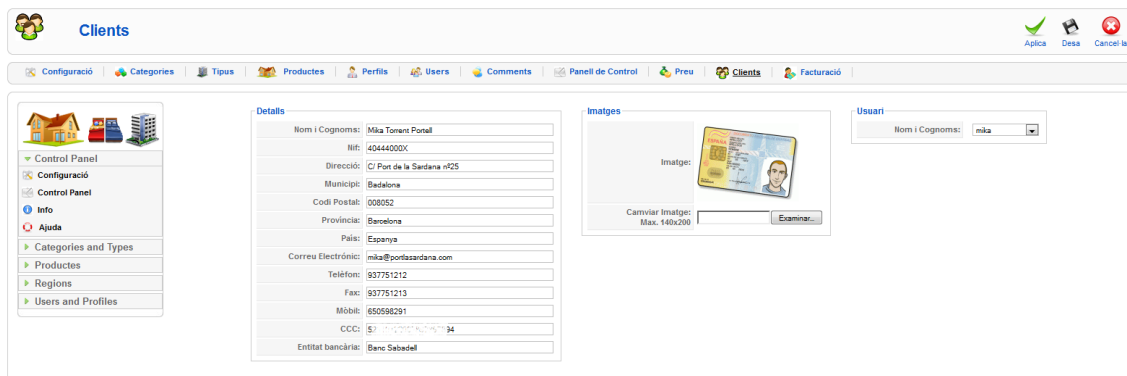 Clients
Aplica Desa Cancel·la
Configuró Categories Tipus Productes Perfils Users Comments Panell de Control Preu Clients Facturació
Control Panel
Configuració
Control Panel
Info
Ajuda
Categories and Types
Productes
Regions
Users and Profiles
Detalls
Nom i Cognoms: Mika Torrent Portell
Nif: 40444000X
Direcció: C/ Port de la Sardana nº25
Municipi: Badalona
Codi Postal: 008052
Provincia: Barcelona
País: Espanya
Correu Electrónic: mika@portlasardana.com
Telèfon: 937751212
Fax: 937751213
Mòbil: 650598291
CCC:
Entitat bancària: Banc Sabadell
Imatges
Imatge:
ESPAÑA
Camviar Imatge:
Max. 140x200
Examinar...
Usuari
Nom i Cognoms: mika